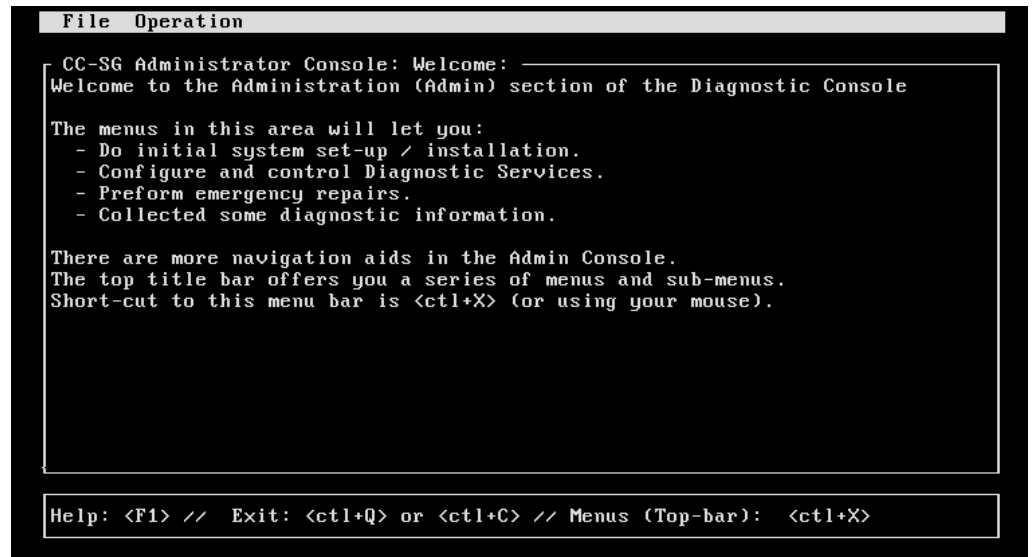 File Operation
CC-SG Administrator Console: Welcome:
Welcome to the Administration (Admin) section of the Diagnostic Console
The menus in this area will let you:
- Do initial system set-up / installation.
- Configure and control Diagnostic Services.
- Preform emergency repairs.
- Collected some diagnostic information.
There are more navigation aids in the Admin Console.
The top title bar offers you a series of menus and sub-menus.
Short-cut to this menu bar is <ctl+X> (or using your mouse).
Help: <F1> // Exit: <ctl+Q> or <ctl+C> // Menus (Top-bar): <ctl+X>